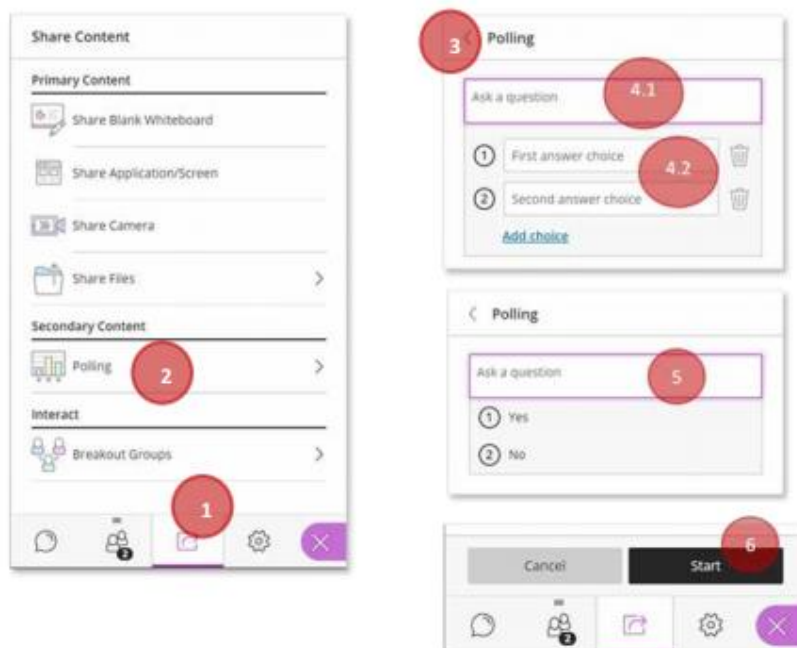 Share Content
Primary Content
Share Blank Whiteboard
Share Application/Screen
Share Camera
Share Files
Secondary Content
Polling
2
Interact
Breakout Groups
1
2
3
Polling
Ask a question
4.1
1 First answer choice
4.2
2 Second answer choice
Add choice
Polling
Ask a question
5
1 Yes
2 No
6
Cancel Start
2